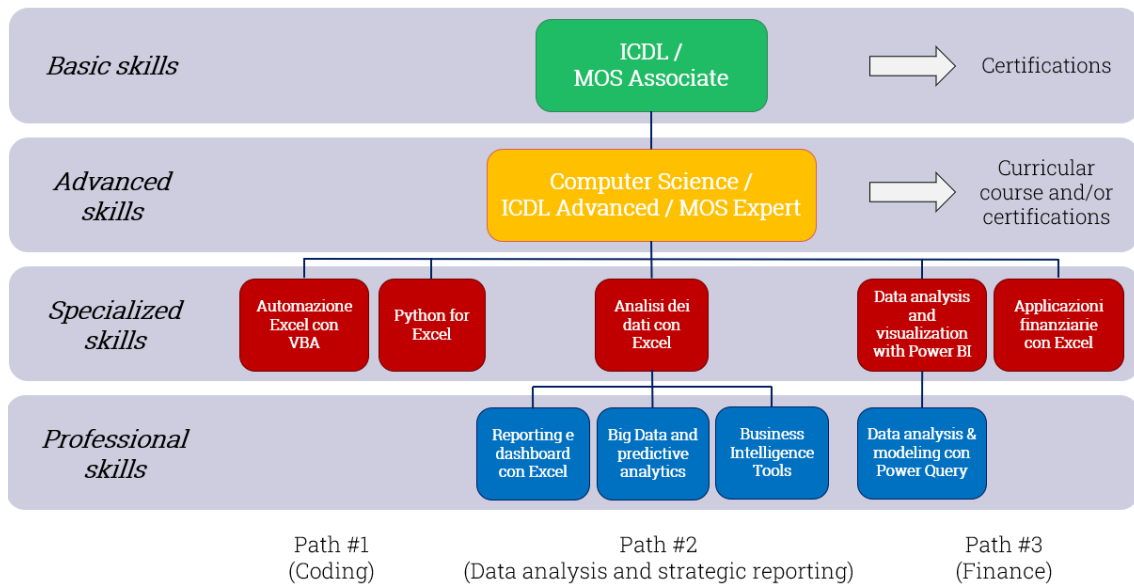 Basic skills
ICDL /
MOS Associate
Certifications
Advanced
skills
Computer Science /
ICDL Advanced / MOS Expert
Curricular
course and/or
certifications
Specialized
skills
Automazione
Excel con
VBA
Python for
Excel
Analisi dei
dati con
Excel
Data analysis
and
visualization
with Power BI
Applicazioni
finanziarie
con Excel
Professional
skills
Reporting e
dashboard
con Excel
Big Data and
predictive
analytics
Business
Intelligence
Tools
Data analysis &
modeling con
Power Query
Path #1
(Coding)
Path #2
(Data analysis and strategic reporting)
Path #3
(Finance)